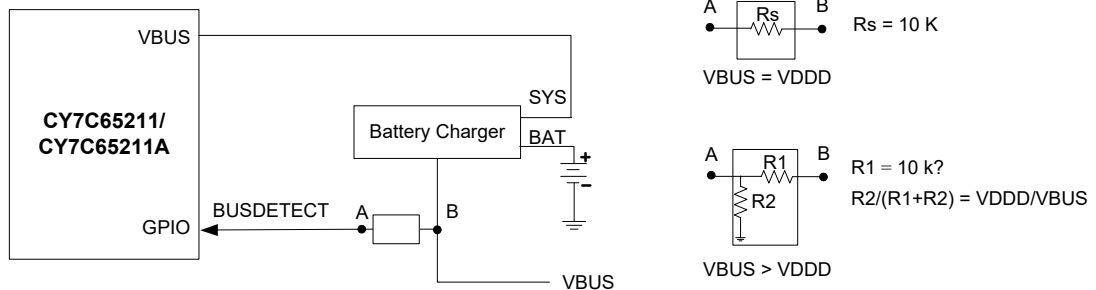 VBUS
CY7C65211/
CY7C65211A
SYS
Battery Charger
BAT
+
-
BUSDETECT
A
B
GPIO
VBUS
A
B
Rs
Rs = 10 K
VBUS = VDDD
A
B
R1
R2
R1 = 10 k?
R2/(R1+R2) = VDDD/VBUS
VBUS > VDDD